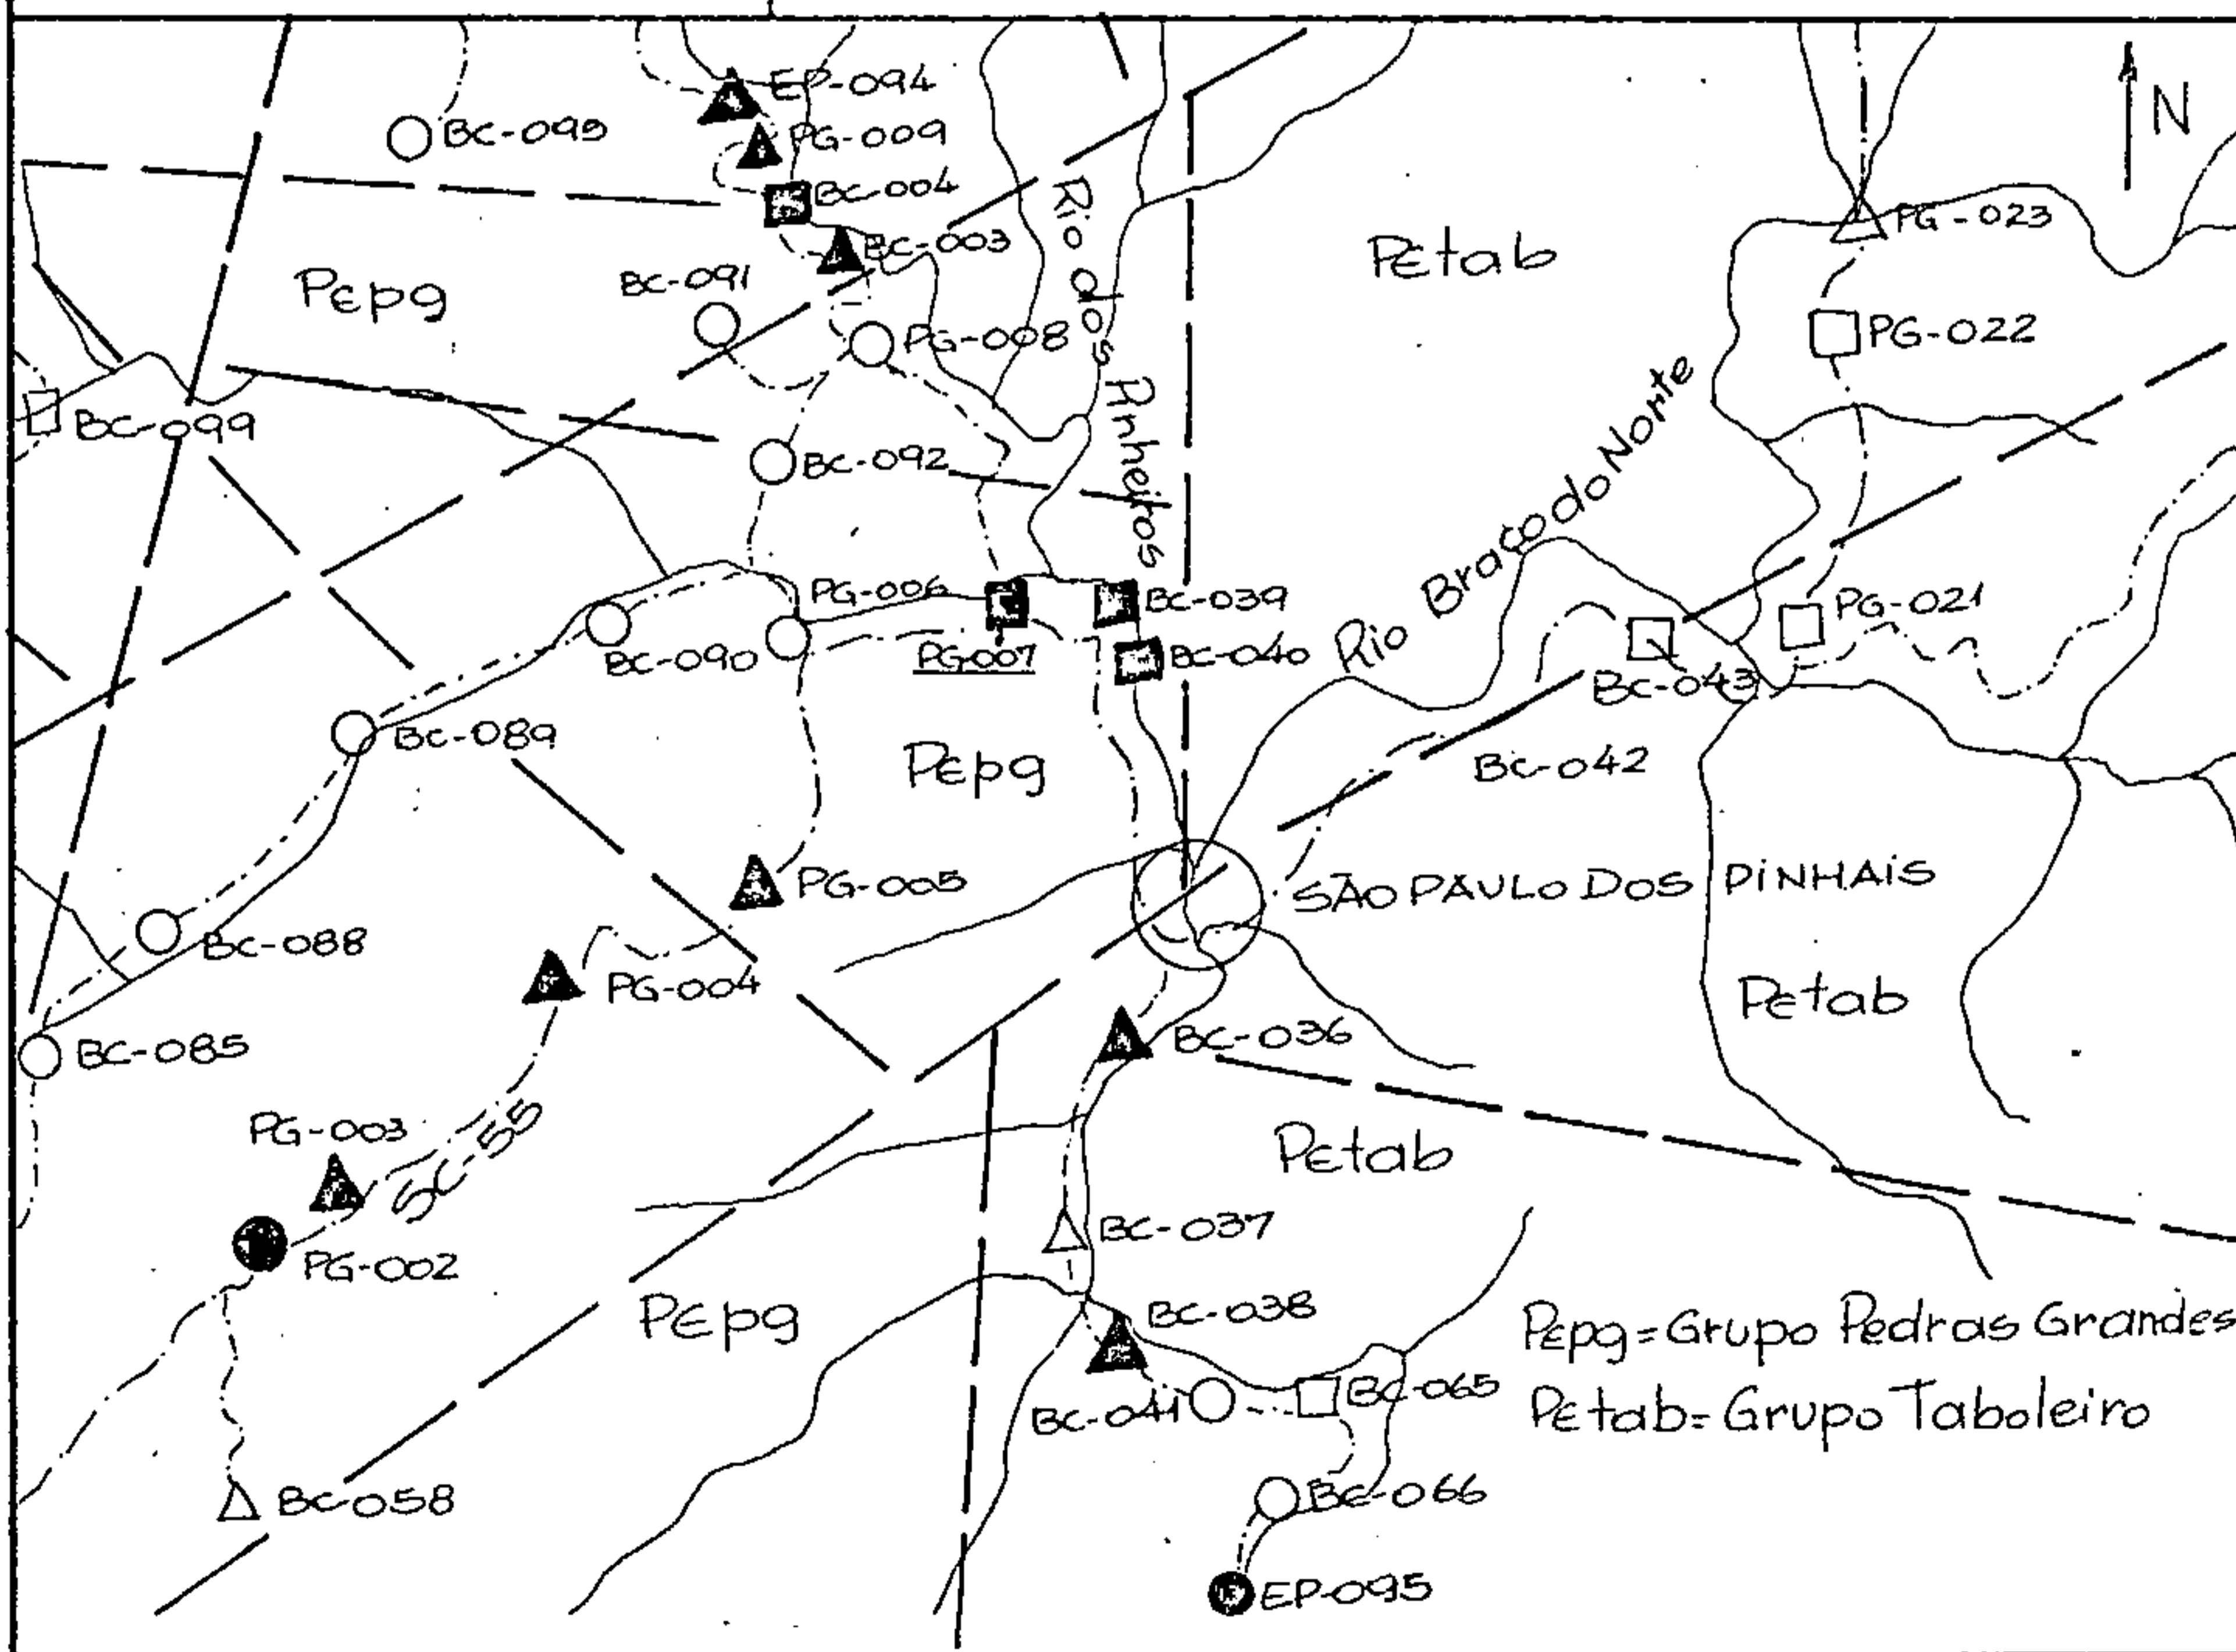 EP-094
N
BC-095
PG-009
BC-004
PG-023
BC-003
Petab
BC-091
Pepg
Rio dos Pinheiros
PG-008
PG-022
BC-099
BC-092
Rio Braço do Norte
PG-006
BC-039
PG-021
PG-007
BC-040
BC-090
BC-043
BC-089
Pepg
BC-042
PG-005
SÃO PAULO DOS PINHAIS
BC-088
PG-004
Petab
BC-085
BC-036
PG-003
SC-55
Petab
BC-037
PG-002
BC-038
Pepg
Pepg=Grupo Pedras Grandes
BC-065
BC-044
Petab=Grupo Taboleiro
BC-058
BC-066
EP-095